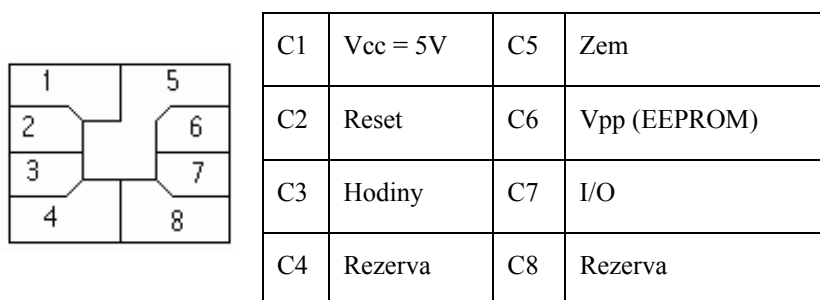 1 5
2 6
3 7
4 8
C1 Vcc = 5V C5 Zem
C2 Reset C6 Vpp (EEPROM)
C3 Hodiny C7 I/O
C4 Rezerva C8 Rezerva